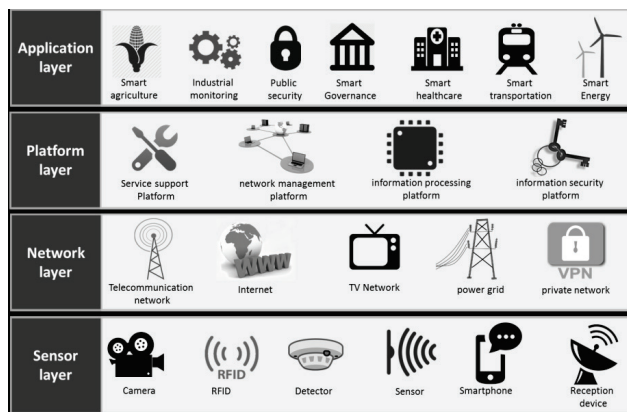 Application
layer
Smart
agriculture
Industrial
monitoring
Public
security
Smart
Governance
Smart
healthcare
Smart
transportation
Smart
Energy
Platform
layer
Service support
Platform
network management
platform
information processing
platform
information security
platform
Network
layer
Telecommunication
network
WWW
Internet
TV Network
power grid
VPN
private network
Sensor
layer
Camera
RFID
RFID
Detector
Sensor
Smartphone
Reception
device